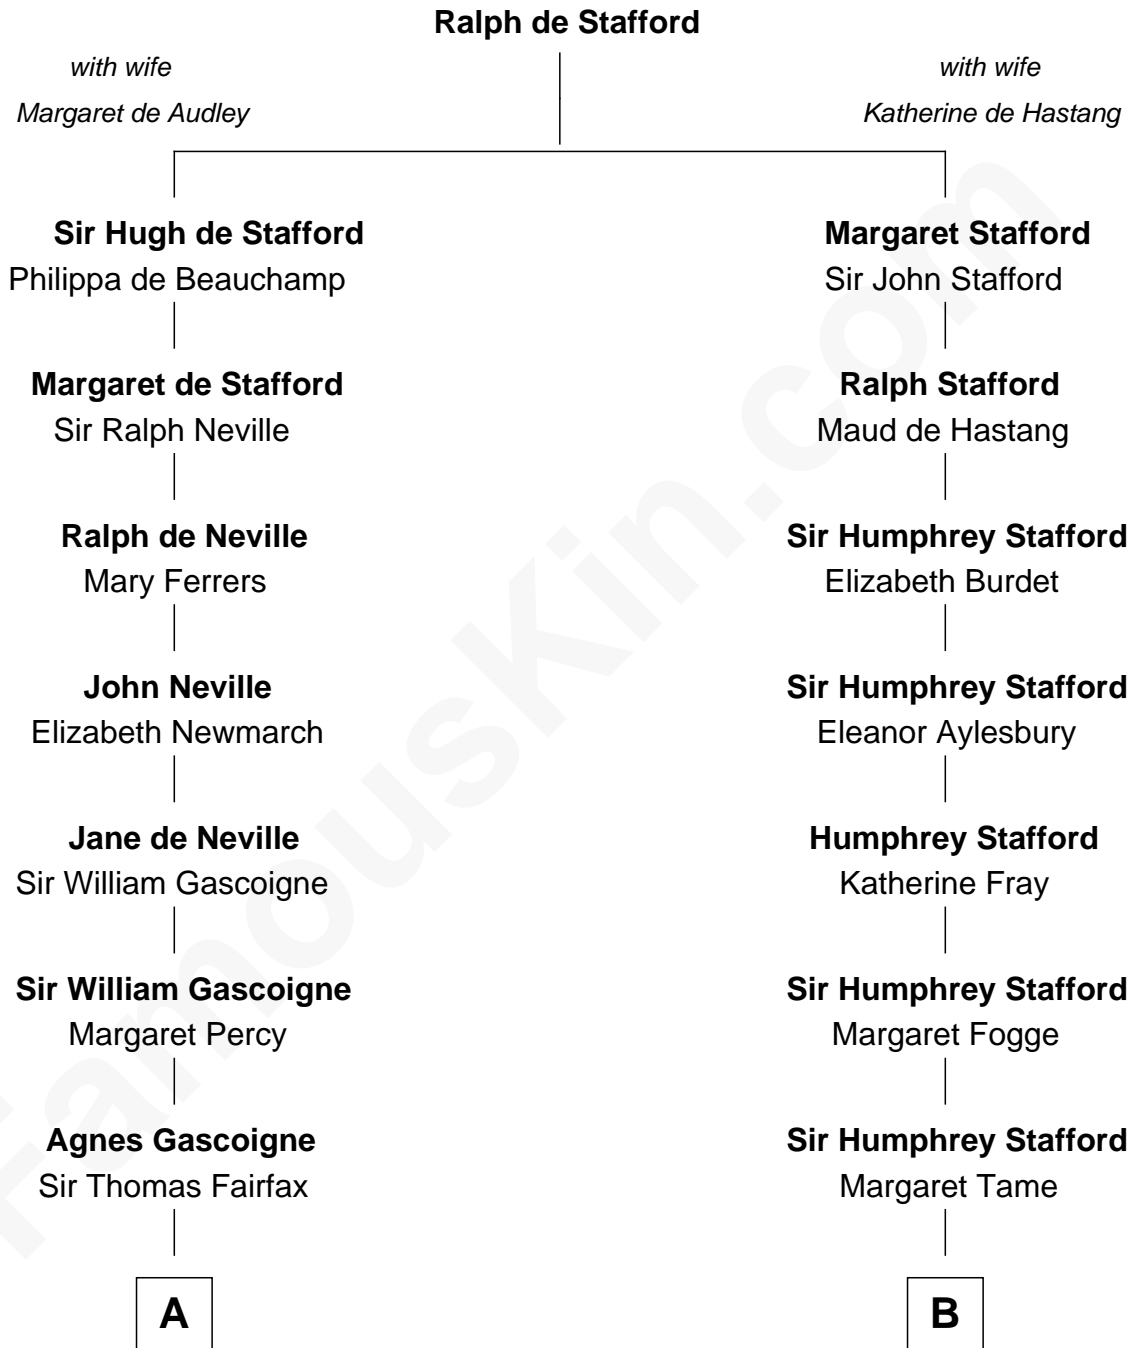 Ralph de Stafford
with wife
Margaret de Audley
with wife
Katherine de Hastang
Sir Hugh de Stafford
Philippa de Beauchamp
Margaret Stafford
Sir John Stafford
Margaret de Stafford
Sir Ralph Neville
Ralph Stafford
Maud de Hastang
Ralph de Neville
Mary Ferrers
Sir Humphrey Stafford
Elizabeth Burdet
John Neville
Elizabeth Newmarch
Sir Humphrey Stafford
Eleanor Aylesbury
Jane de Neville
Sir William Gascoigne
Humphrey Stafford
Katherine Fray
Sir William Gascoigne
Margaret Percy
Sir Humphrey Stafford
Margaret Fogge
Agnes Gascoigne
Sir Thomas Fairfax
Sir Humphrey Stafford
Margaret Tame
A
B
FamousKin.com